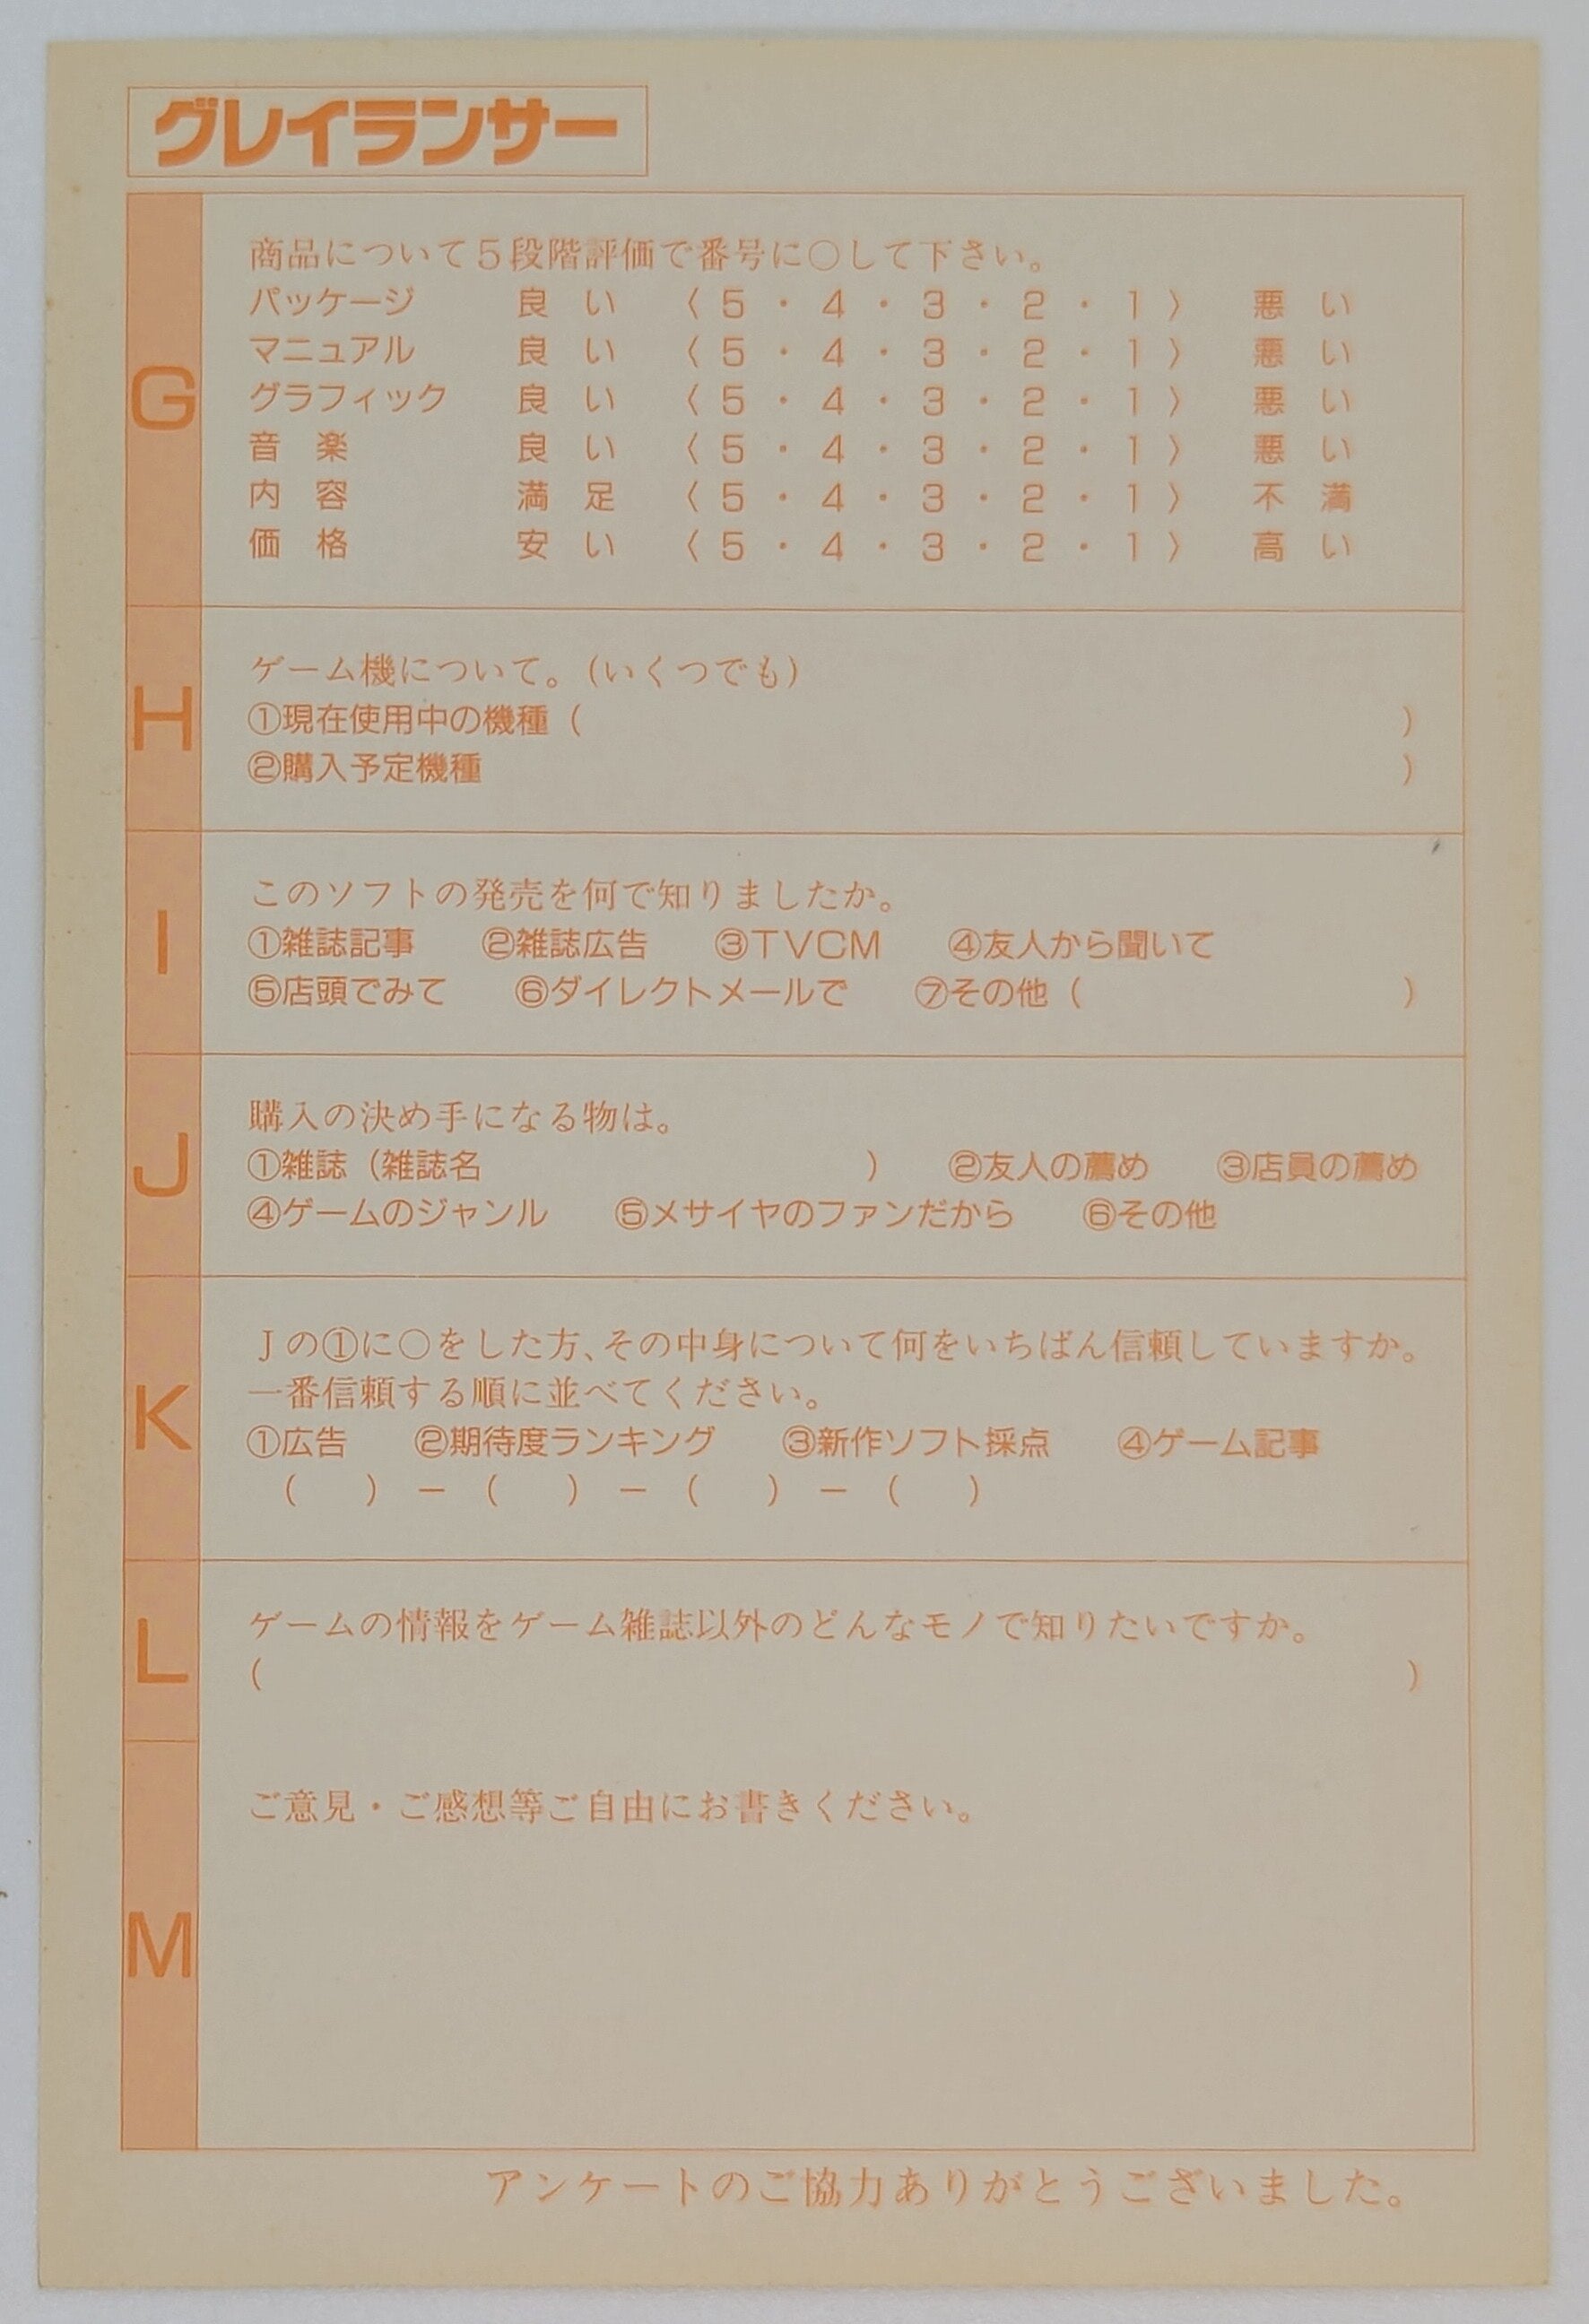 グレイランサー
G
商品について5段階評価で番号に○して下さい。
パッケージ 良い 〈5・4・3・2・1〉 悪い
マニュアル 良い 〈5・4・3・2・1〉 悪い
グラフィック 良い 〈5・4・3・2・1〉 悪い
音楽 良い 〈5・4・3・2・1〉 悪い
内容 満足 〈5・4・3・2・1〉 不満
価格 安い 〈5・4・3・2・1〉 高い
H
ゲーム機について。(いくつでも)
①現在使用中の機種( )
②購入予定機種 )
I
このソフトの発売を何で知りましたか。
①雑誌記事 ②雑誌広告 ③TVCM ④友人から聞いて
⑤店頭でみて ⑥ダイレクトメールで ⑦その他( )
J
購入の決め手になる物は。
①雑誌(雑誌名 ) ②友人の薦め ③店員の薦め
④ゲームのジャンル ⑤メサイヤのファンだから ⑥その他
K
Jの①に○をした方、その中身について何をいちばん信頼していますか。
一番信頼する順に並べてください。
①広告 ②期待度ランキング ③新作ソフト採点 ④ゲーム記事
( )-( )-( )-( )
L
ゲームの情報をゲーム雑誌以外のどんなモノで知りたいですか。
( )
M
ご意見・ご感想等ご自由にお書きください。
アンケートのご協力ありがとうございました。